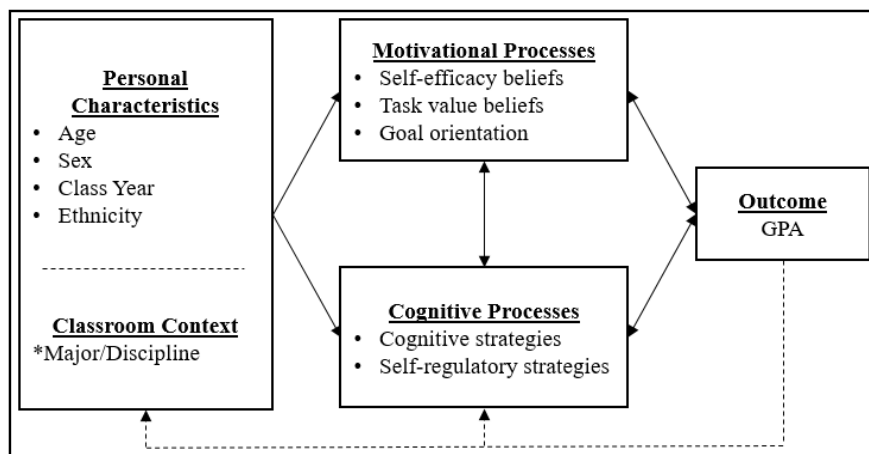 Personal
Characteristics
• Age
• Sex
• Class Year
• Ethnicity
Classroom Context
*Major/Discipline
Motivational Processes
• Self-efficacy beliefs
• Task value beliefs
• Goal orientation
Cognitive Processes
• Cognitive strategies
• Self-regulatory strategies
Outcome
GPA